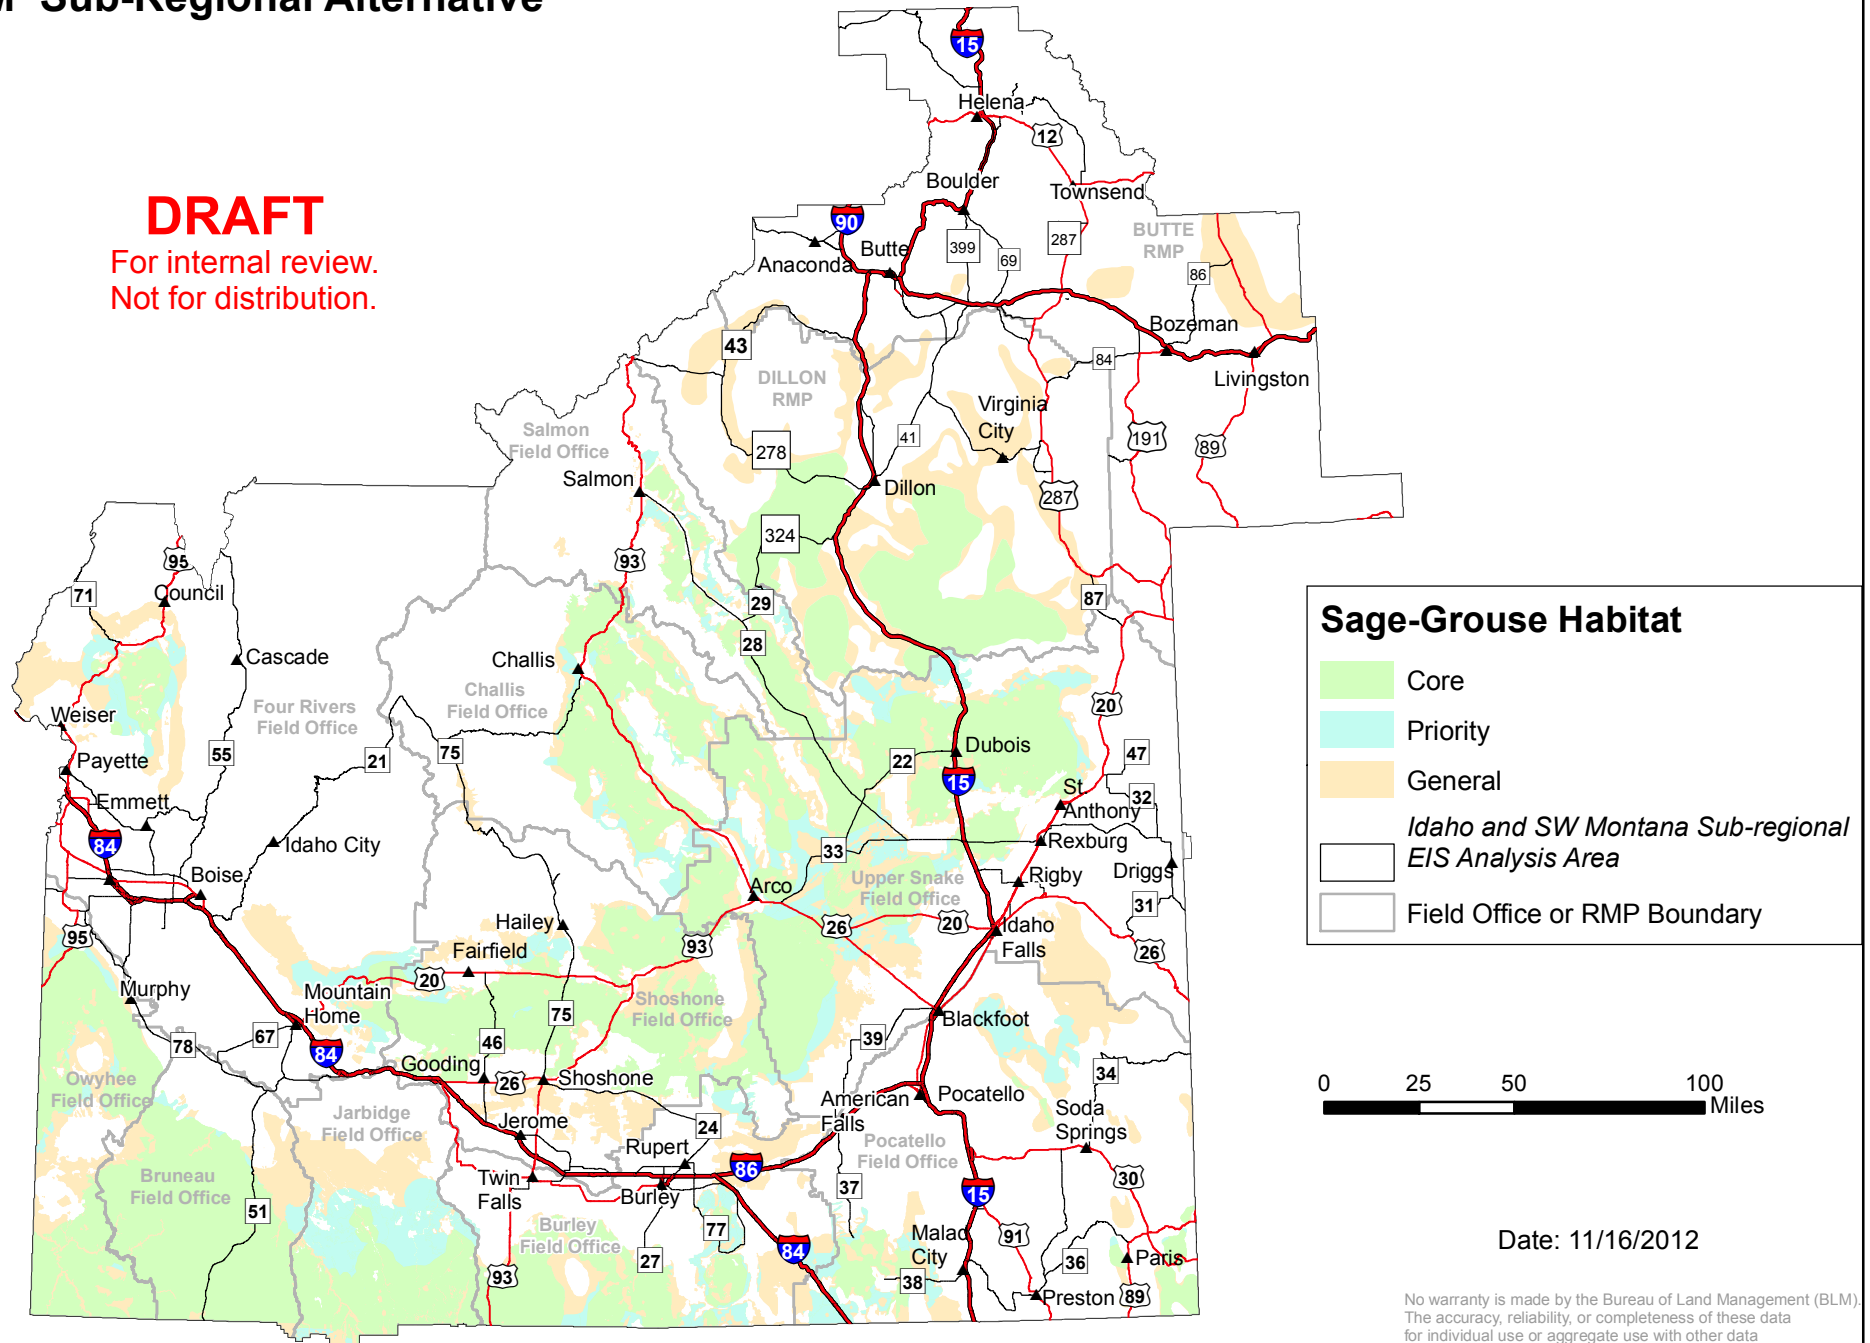 Sub-Regional Alternative
DRAFT
For internal review.
Not for distribution.
15
Helena
12
Boulder
Townsend
90
Butte
Anaconda
399
69
287
BUTTE
RMP
86
Bozeman
43
84
Livingston
DILLON
RMP
Virginia
City
Salmon
Field Office
278
41
191
89
Salmon
Dillon
287
324
95
93
71
Council
29
87
28
Cascade
Challis
Challis
Field Office
Four Rivers
Field Office
Weiser
20
55
21
75
22
Dubois
47
Payette
15
St.
Anthony
32
Emmett
84
Idaho City
33
Rexburg
Boise
Arco
Upper Snake
Field Office
Rigby
Driggs
31
Hailey
26
20
Idaho
Falls
95
Fairfield
93
26
20
Murphy
Mountain
Home
Shoshone
Field Office
75
Blackfoot
78
67
46
39
84
Gooding
26
Shoshone
34
Owyhee
Field Office
Jarbidge
Field Office
American
Falls
Pocatello
Soda
Springs
Jerome
24
Rupert
Pocatello
Field Office
86
Bruneau
Field Office
Twin
Falls
Burley
37
15
30
51
Burley
Field Office
77
Malad
City
91
84
27
36
Paris
93
38
Preston
89
Sage-Grouse Habitat
Core
Priority
General
Idaho and SW Montana Sub-regional
EIS Analysis Area
Field Office or RMP Boundary
0 25 50 100
Miles
Date: 11/16/2012
No warranty is made by the Bureau of Land Management (BLM).
The accuracy, reliability, or completeness of these data
for individual use or aggregate use with other data